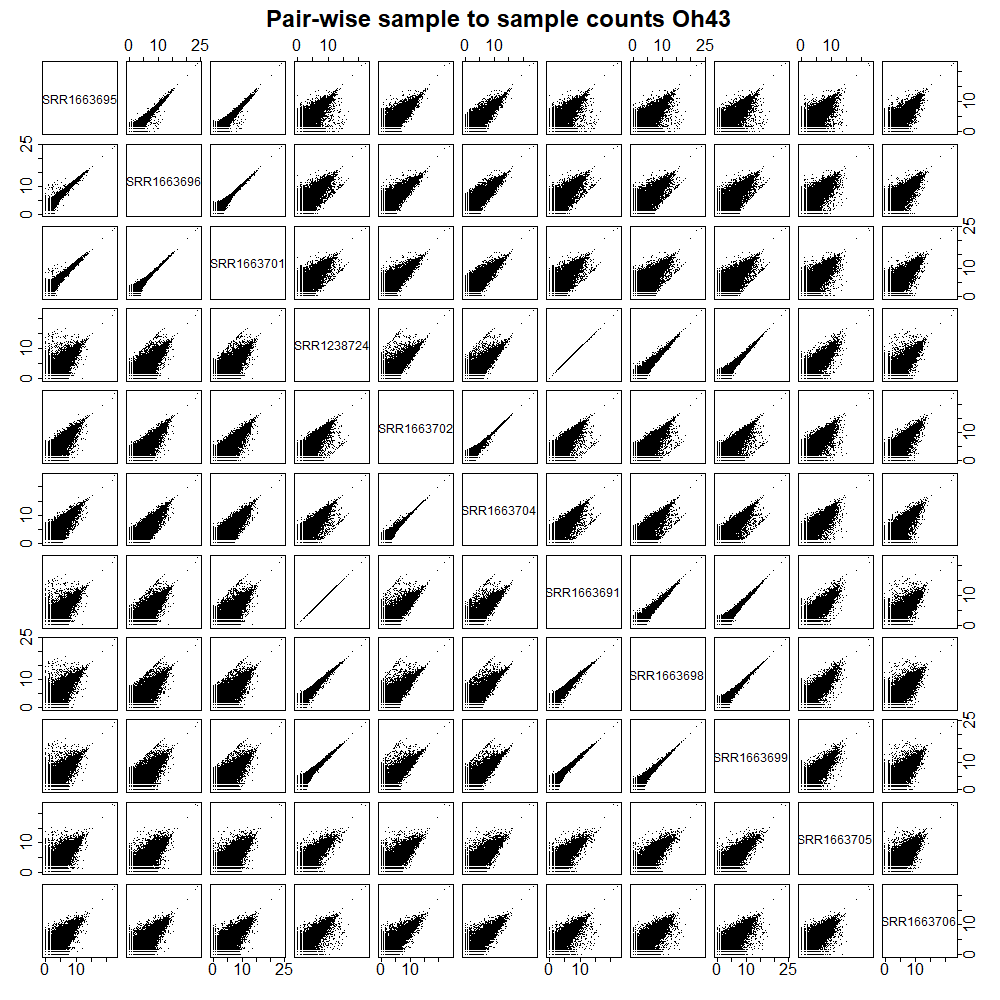 Pair-wise sample to sample counts Oh43
0 10 25 0 10 0 10 0 10 25 0 10
SRR1663695 0 10
0 10 25 SRR1663696
SRR1663701 0 10 25
0 10 SRR1238724
SRR1663702 0 10
0 10 SRR1663704
SRR1663691 0 10
0 10 25 SRR1663698
SRR1663699 0 10 25
0 10 SRR1663705
SRR1663706 0 10
0 10 0 10 25 0 10 0 10 0 10 25 0 10